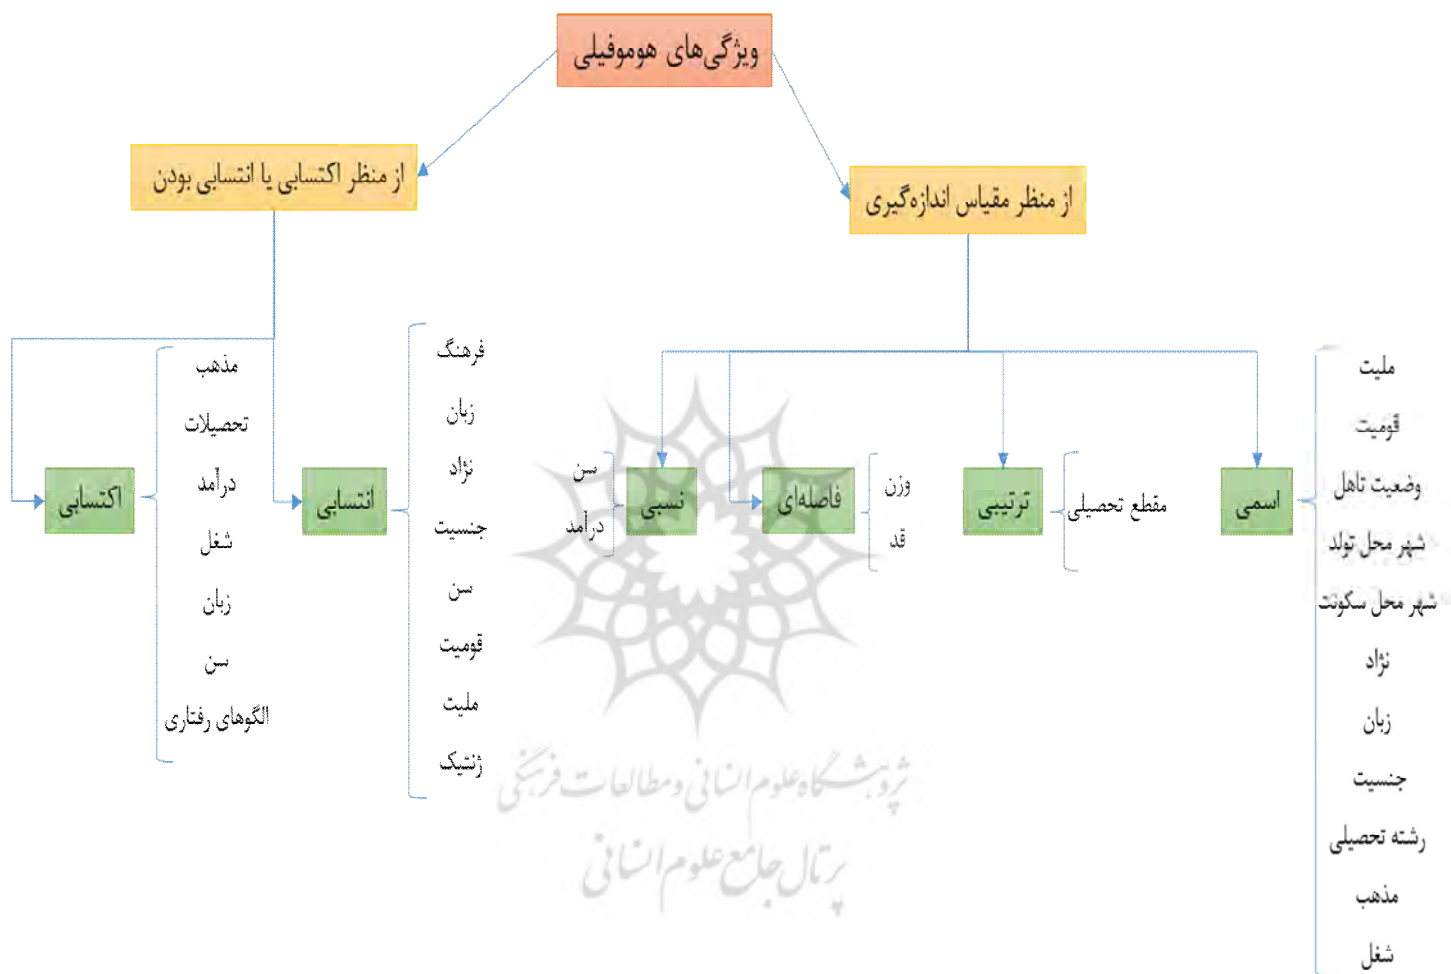 ویژگی‌های هوموفیلی
از منظر مقیاس اندازه‌گیری
از منظر اکتسابی یا انتسابی بودن
اسمی
ملیت
قومیت
وضعیت تاهل
شهر محل تولد
شهر محل سکونت
نژاد
زبان
جنسیت
رشته تحصیلی
مذهب
شغل
ترتیبی
مقطع تحصیلی
فاصله‌ای
وزن
قد
نسبی
سن
درآمد
انتسابی
فرهنگ
زبان
نژاد
جنسیت
سن
قومیت
ملیت
ژنتیک
اکتسابی
مذهب
تحصیلات
درآمد
شغل
زبان
سن
الگوهای رفتاری
پژوهشگاه علوم انسانی و مطالعات فرهنگی
پرتال جامع علوم انسانی